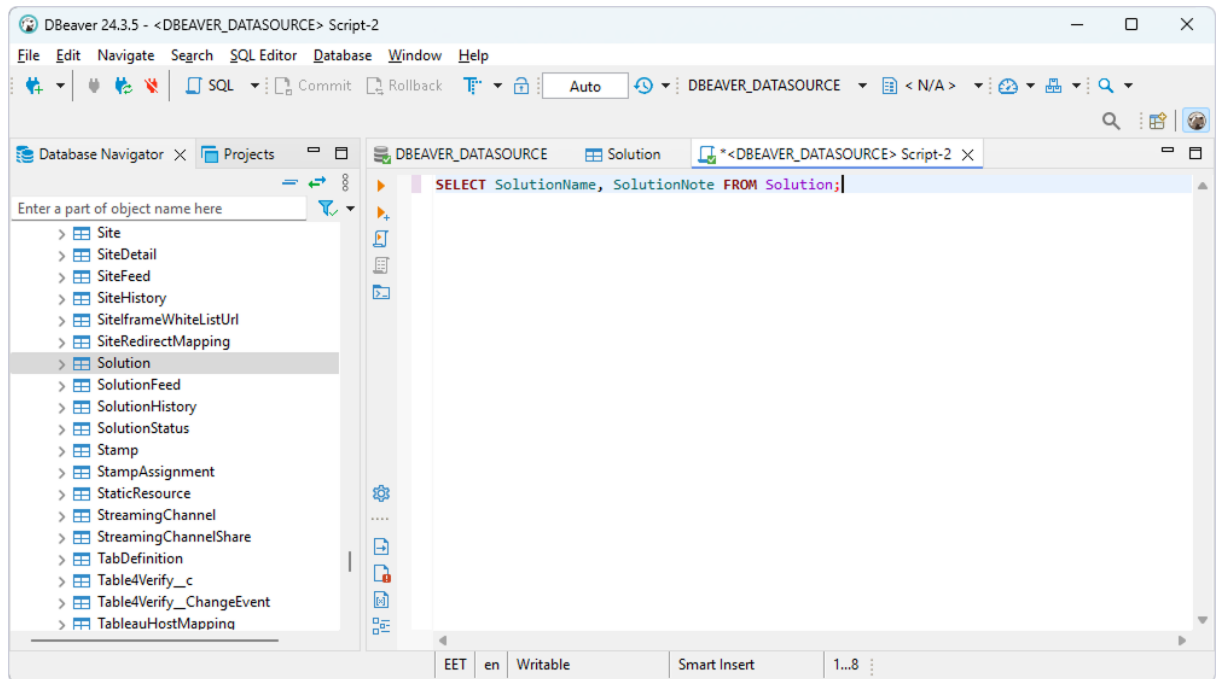 DBeaver 24.3.5 - <DBEAVER_DATASOURCE> Script-2
File Edit Navigate Search SQL Editor Database Window Help
SQL Commit Rollback Auto DBEAVER_DATASOURCE < N/A >
Database Navigator Projects
DBEAVER_DATASOURCE Solution *<DBEAVER_DATASOURCE> Script-2
Enter a part of object name here
Site
SiteDetail
SiteFeed
SiteHistory
SiteIframeWhiteListUrl
SiteRedirectMapping
Solution
SolutionFeed
SolutionHistory
SolutionStatus
Stamp
StampAssignment
StaticResource
StreamingChannel
StreamingChannelShare
TabDefinition
Table4Verify__c
Table4Verify__ChangeEvent
TableauHostMapping
SELECT SolutionName, SolutionNote FROM Solution;
EET en Writable Smart Insert 1...8